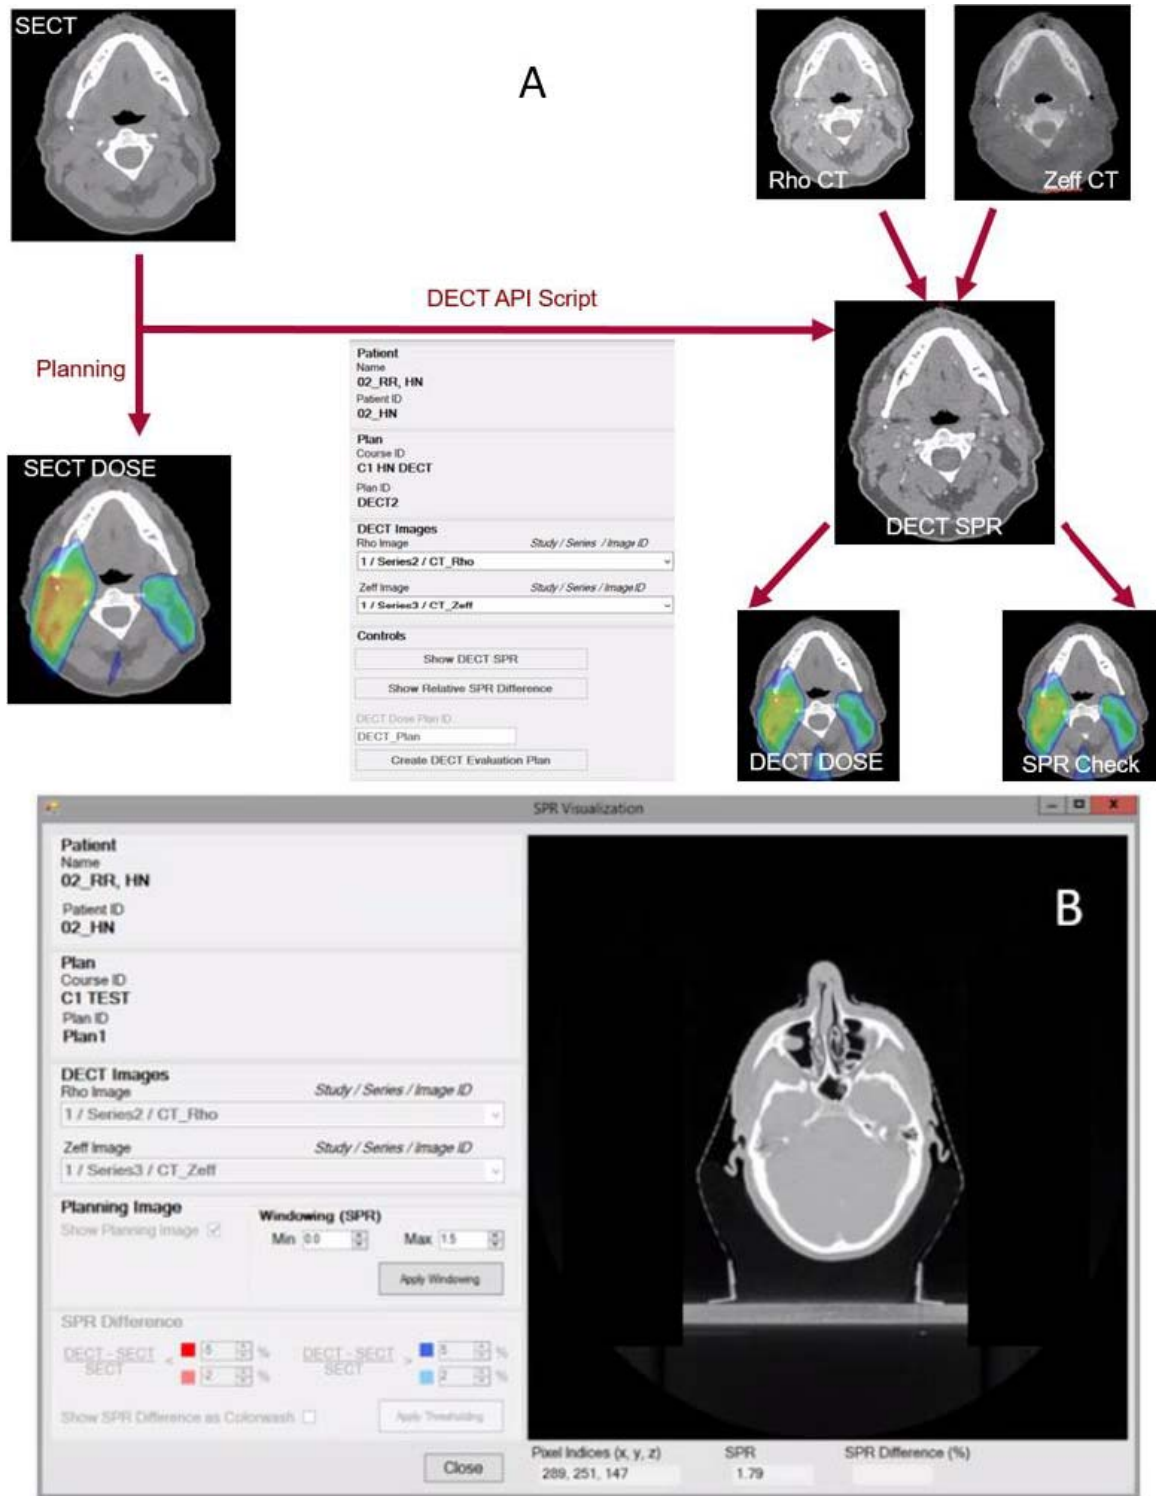 SECT
A
Rho CT
Zeff CT
DECT API Script
Planning
Patient
Name
02_RR, HN
Patient ID
02_HN
Plan
Course ID
C1 HN DECT
Plan ID
DECT2
DECT Images
Rho Image Study / Series / Image ID
1 / Series2 / CT_Rho
Zeff Image Study / Series / Image ID
1 / Series3 / CT_Zeff
Controls
Show DECT SPR
Show Relative SPR Difference
DECT Dose Plan ID
DECT_Plan
Create DECT Evaluation Plan
SECT DOSE
DECT SPR
DECT DOSE
SPR Check
SPR Visualization
B
Patient
Name
02_RR, HN
Patient ID
02_HN
Plan
Course ID
C1 TEST
Plan ID
Plan1
DECT Images
Rho Image Study / Series / Image ID
1 / Series2 / CT_Rho
Zeff Image Study / Series / Image ID
1 / Series3 / CT_Zeff
Planning Image
Show Planning Image
Windowing (SPR)
Min 0.0 Max 1.5
Apply Windowing
SPR Difference
DECT - SECT
SECT
< 5 %
2 %
DECT - SECT
SECT
> 5 %
2 %
Show SPR Difference as Colorwash
Apply Thresholding
Close
Pixel Indices (x, y, z) SPR SPR Difference (%)
289, 251, 147 1.79